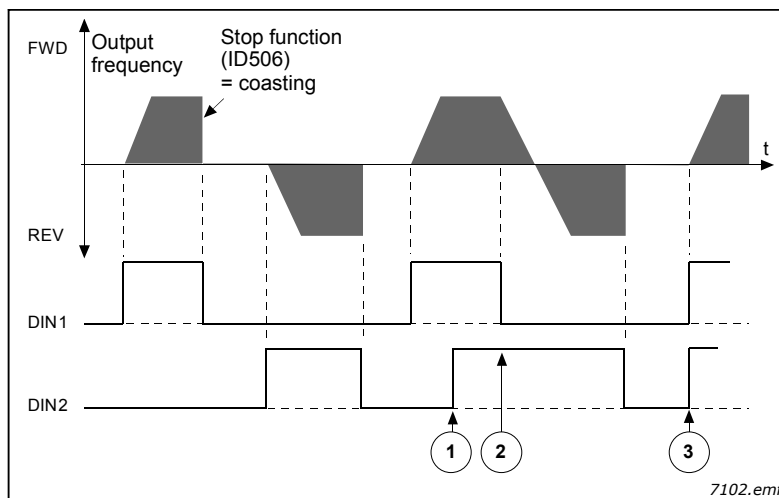 FWD
Output
frequency
Stop function
(ID506)
= coasting
t
REV
DIN1
DIN2
1
2
3
7102.emf